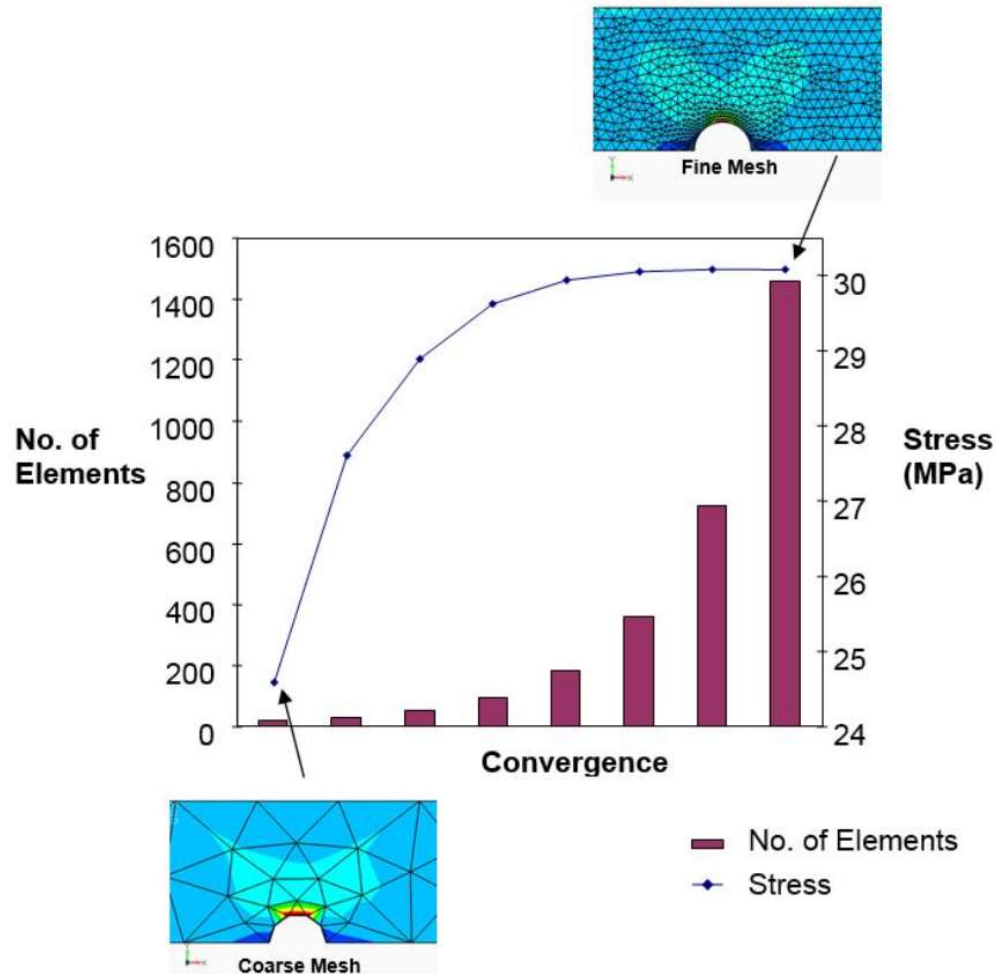 Y
X
Fine Mesh
1600
1400
1200
1000
800
600
400
200
0
No. of
Elements
30
29
28
27
26
25
24
Stress
(MPa)
Convergence
No. of Elements
Stress
Y
X
Coarse Mesh